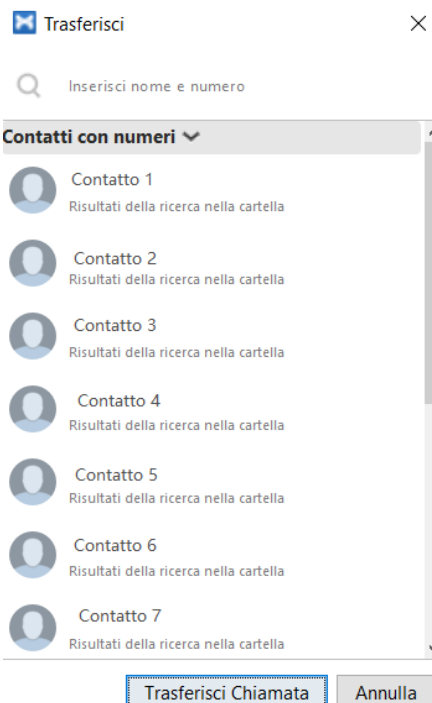 Trasferisci
Inserisci nome e numero
Contatti con numeri
Contatto 1
Risultati della ricerca nella cartella
Contatto 2
Risultati della ricerca nella cartella
Contatto 3
Risultati della ricerca nella cartella
Contatto 4
Risultati della ricerca nella cartella
Contatto 5
Risultati della ricerca nella cartella
Contatto 6
Risultati della ricerca nella cartella
Contatto 7
Risultati della ricerca nella cartella
Trasferisci Chiamata Annulla